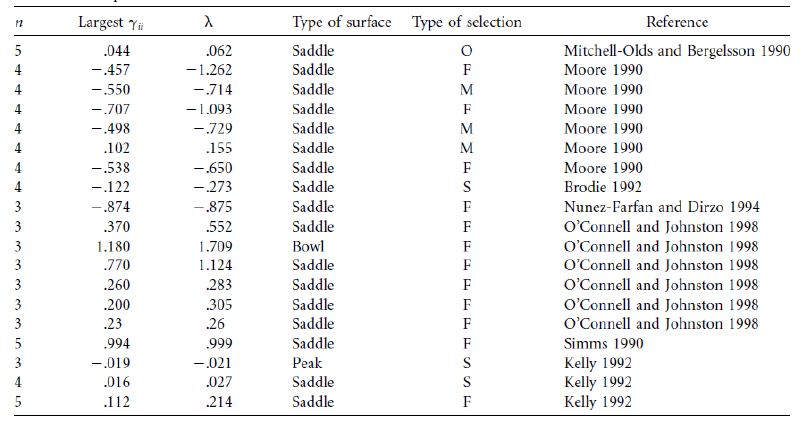 n Largest γii λ Type of surface Type of selection Reference
5 .044 .062 Saddle O Mitchell-Olds and Bergelsson 1990
4 −.457 −1.262 Saddle F Moore 1990
4 −.550 −.714 Saddle M Moore 1990
4 −.707 −1.093 Saddle F Moore 1990
4 −.498 −.729 Saddle M Moore 1990
4 .102 .155 Saddle M Moore 1990
4 −.538 −.650 Saddle F Moore 1990
4 −.122 −.273 Saddle S Brodie 1992
3 −.874 −.875 Saddle F Nunez-Farfan and Dirzo 1994
3 .370 .552 Saddle F O'Connell and Johnston 1998
3 1.180 1.709 Bowl F O'Connell and Johnston 1998
3 .770 1.124 Saddle F O'Connell and Johnston 1998
3 .260 .283 Saddle F O'Connell and Johnston 1998
3 .200 .305 Saddle F O'Connell and Johnston 1998
3 .23 .26 Saddle F O'Connell and Johnston 1998
5 .994 .999 Saddle F Simms 1990
3 −.019 −.021 Peak S Kelly 1992
4 .016 .027 Saddle S Kelly 1992
5 .112 .214 Saddle F Kelly 1992